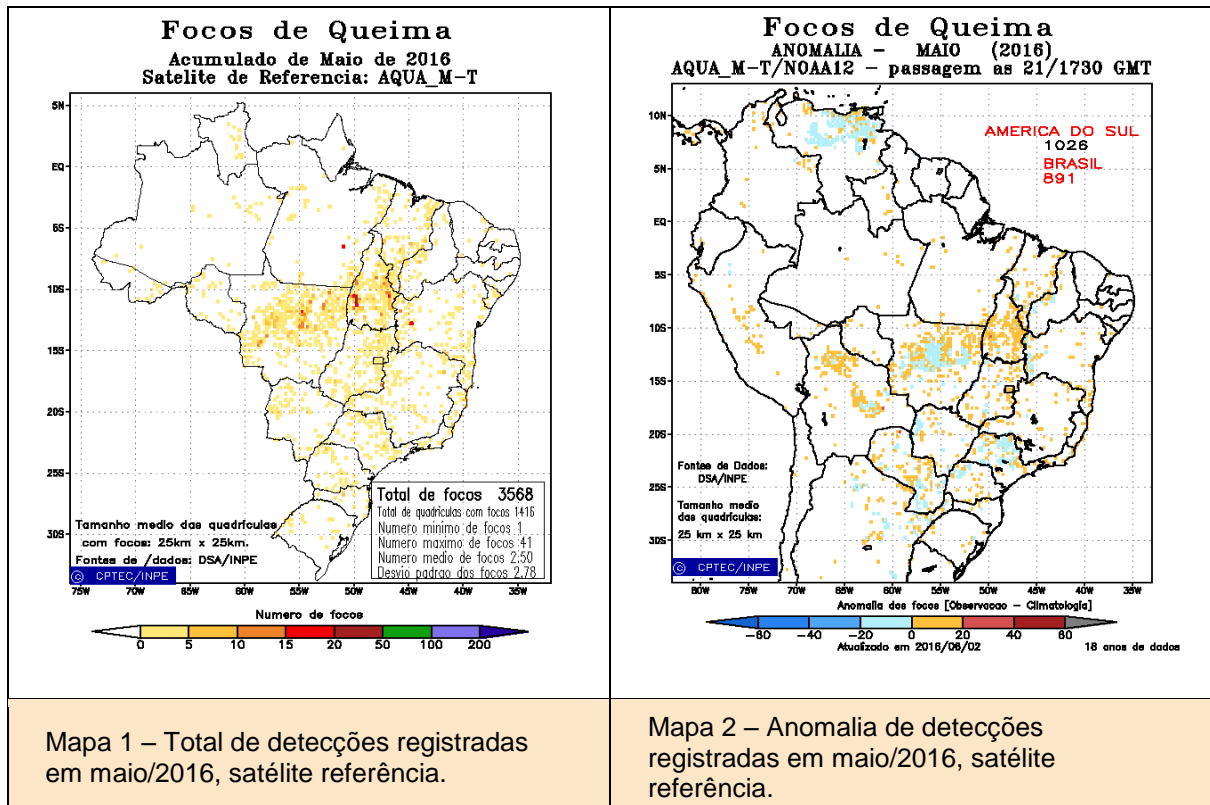 Focos de Queima
Acumulado de Maio de 2016
Satelite de Referencia: AQUA_M-T
5N
EQ
5S
10S
15S
20S
25S
30S
75W 70W 65W 60W 55W 50W 45W 40W 35W
Total de focos 3568
Total de quadriculas com focos 1416
Numero minimo de focos 1
Numero maximo de focos 41
Numero medio de focos 2.50
Desvio padrao dos focos 2.78
Tamanho medio das quadriculas
com focos: 25km x 25km.
Fontes de /dados: DSA/INPE
© CPTEC/INPE
Numero de focos
0 5 10 15 20 50 100 200
Mapa 1 – Total de detecções registradas
em maio/2016, satélite referência.
Focos de Queima
ANOMALIA – MAIO (2016)
AQUA_M-T/NOAA12 – passagem as 21/1730 GMT
10N
5N
EQ
5S
10S
15S
20S
25S
30S
80W 75W 70W 65W 60W 55W 50W 45W 40W 35W
AMERICA DO SUL
1026
BRASIL
891
Fontes de Dados:
DSA/INPE
Tamanho medio
das quadriculas:
25 km x 25 km
© CPTEC/INPE
Anomalia dos focos [Observacao – Climatologia]
-60 -40 -20 0 20 40 60
Atualizado em 2016/06/02
18 anos de dados
Mapa 2 – Anomalia de detecções
registradas em maio/2016, satélite
referência.